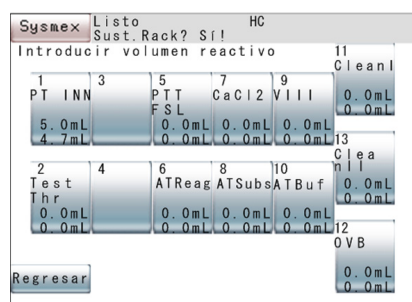 Sysmex Listo HC
Sust.Rack? Sí!
Introducir volumen reactivo
1
PT INN
5.0mL
4.7mL
3
5
PTT
FSL
0.0mL
0.0mL
7
CaCl2
0.0mL
0.0mL
9
VIII
0.0mL
0.0mL
11
CleanI
0.0mL
0.0mL
2
Test
Thr
0.0mL
0.0mL
4
6
ATReag
0.0mL
0.0mL
8
ATSubs
0.0mL
0.0mL
10
ATBuf
0.0mL
0.0mL
13
Clea
nII
0.0mL
0.0mL
12
OVB
0.0mL
0.0mL
Regresar